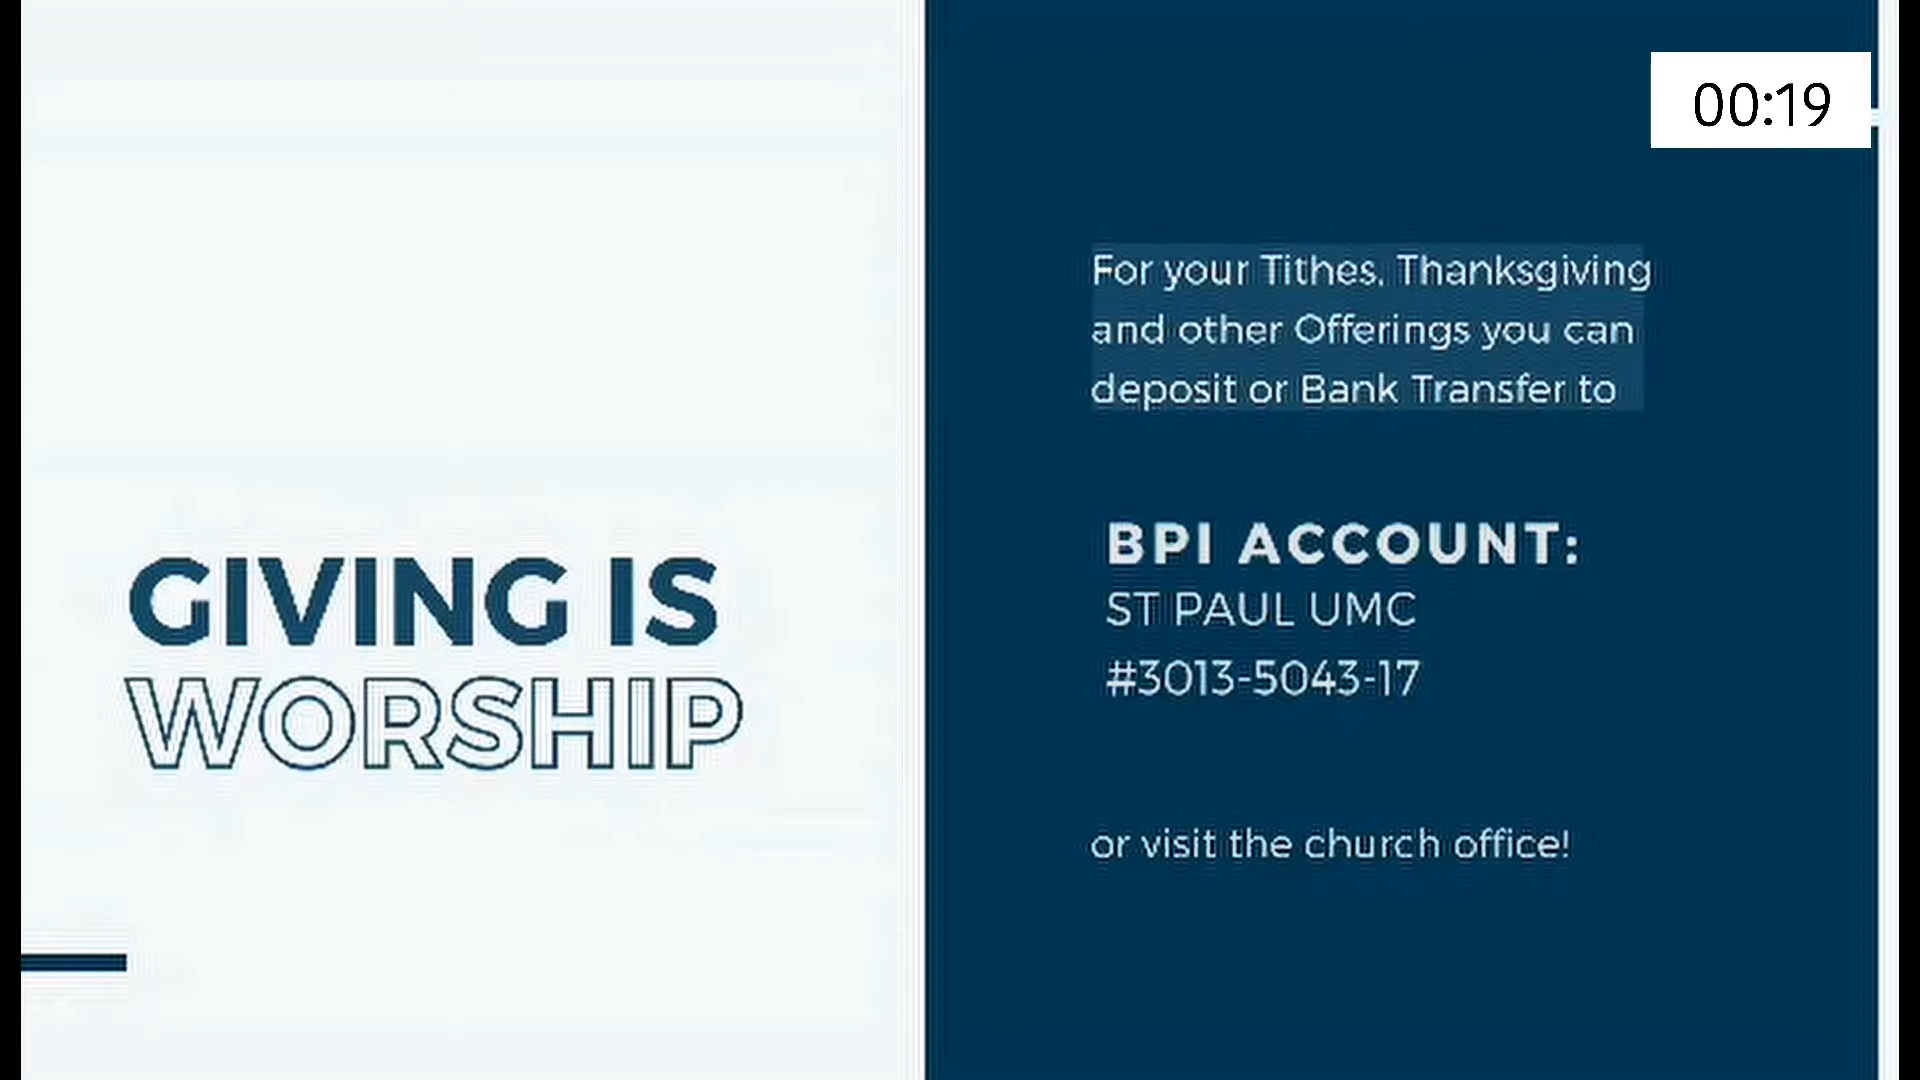 00:19
GIVING IS
WORSHIP
For your Tithes, Thanksgiving
and other Offerings you can
deposit or Bank Transfer to
BPI ACCOUNT:
ST PAUL UMC
#3013-5043-17
or visit the church office!